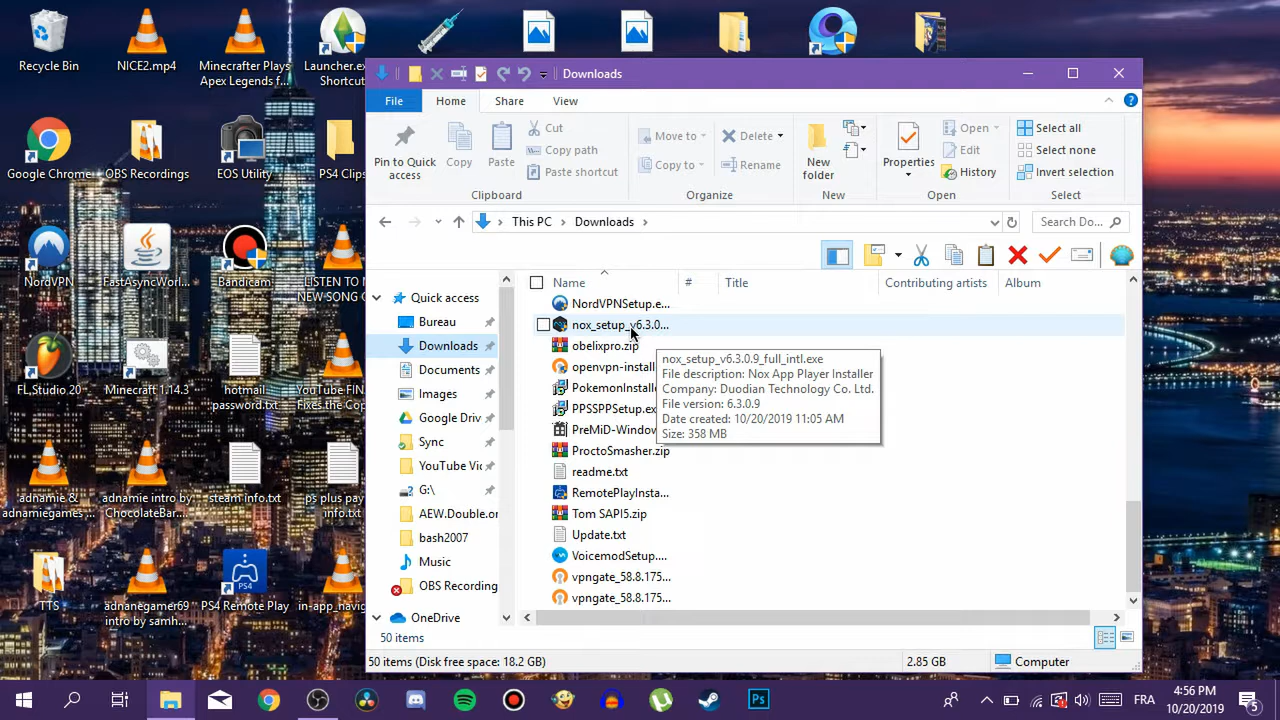 Recycle Bin
NICE2.mp4
Minecrafter Plays
Apex Legends f...
Launcher.ex
Shortcut
Downloads
File
Home
Share
View
Pin to Quick
access
Paste
Cut
Copy path
Paste shortcut
Clipboard
Move to
Copy to
Delete
Organiz
New
folder
New
Properties
Open
Edit
Open
Select all
Select none
Invert selection
Select
This PC
Downloads
Search Do...
Google Chrome
OBS Recordings
EOS Utility
PS4 Clips
NordVPN
FastAsyncWorl...
Bandicam
LISTEN TO
NEW SONG
FL Studio 20
Minecraft 1.14.3
hotmail
password.txt
YouTube FIN
Fixes the Cop
adnamie &
adnamiegames ...
adnamie intro by
ChocolateBar....
steam info.txt
ps plus pay
info.txt
TTS
adnanegamer69
intro by samh...
PS4 Remote Play
in-app_navig
Quick access
Bureau
Downloads
Documents
Images
Google Driv
Sync
YouTube Vi
G:\
AEW.Double.or
bash2007
Music
OBS Recording
OneDrive
Name
#
Title
Contributing artists
Album
NordVPNSetup.e...
nox_setup_v6.3.0...
obelixpro.zip
openvpn-install
PokemonInstalle
PPSSPPSetup.ex
PreMiD-Window
ProctoSmasher.zip
readme.txt
RemotePlayInsta...
Tom SAPI5.zip
Update.txt
VoicemodSetup....
vpngate_58.8.175...
vpngate_58.8.175...
nox_setup_v6.3.0.9_full_intl.exe
File description: Nox App Player Installer
Company: Duodian Technology Co. Ltd.
File version: 6.3.0.9
Date created: 10/20/2019 11:05 AM
Size: 358 MB
50 items
50 items (Disk free space: 18.2 GB)
2.85 GB
Computer
Ps
FRA
4:56 PM
10/20/2019
5